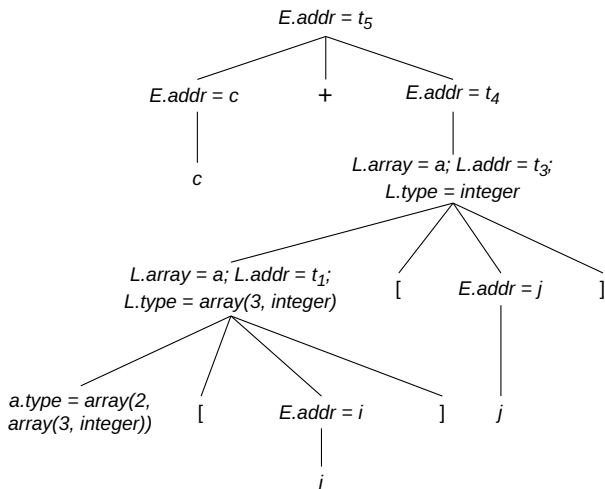 E.addr = t5
E.addr = c + E.addr = t4
c
L.array = a; L.addr = t3;
L.type = integer
L.array = a; L.addr = t1;
L.type = array(3, integer)
[ E.addr = j ]
a.type = array(2,
array(3, integer))
[ E.addr = i ] j
i